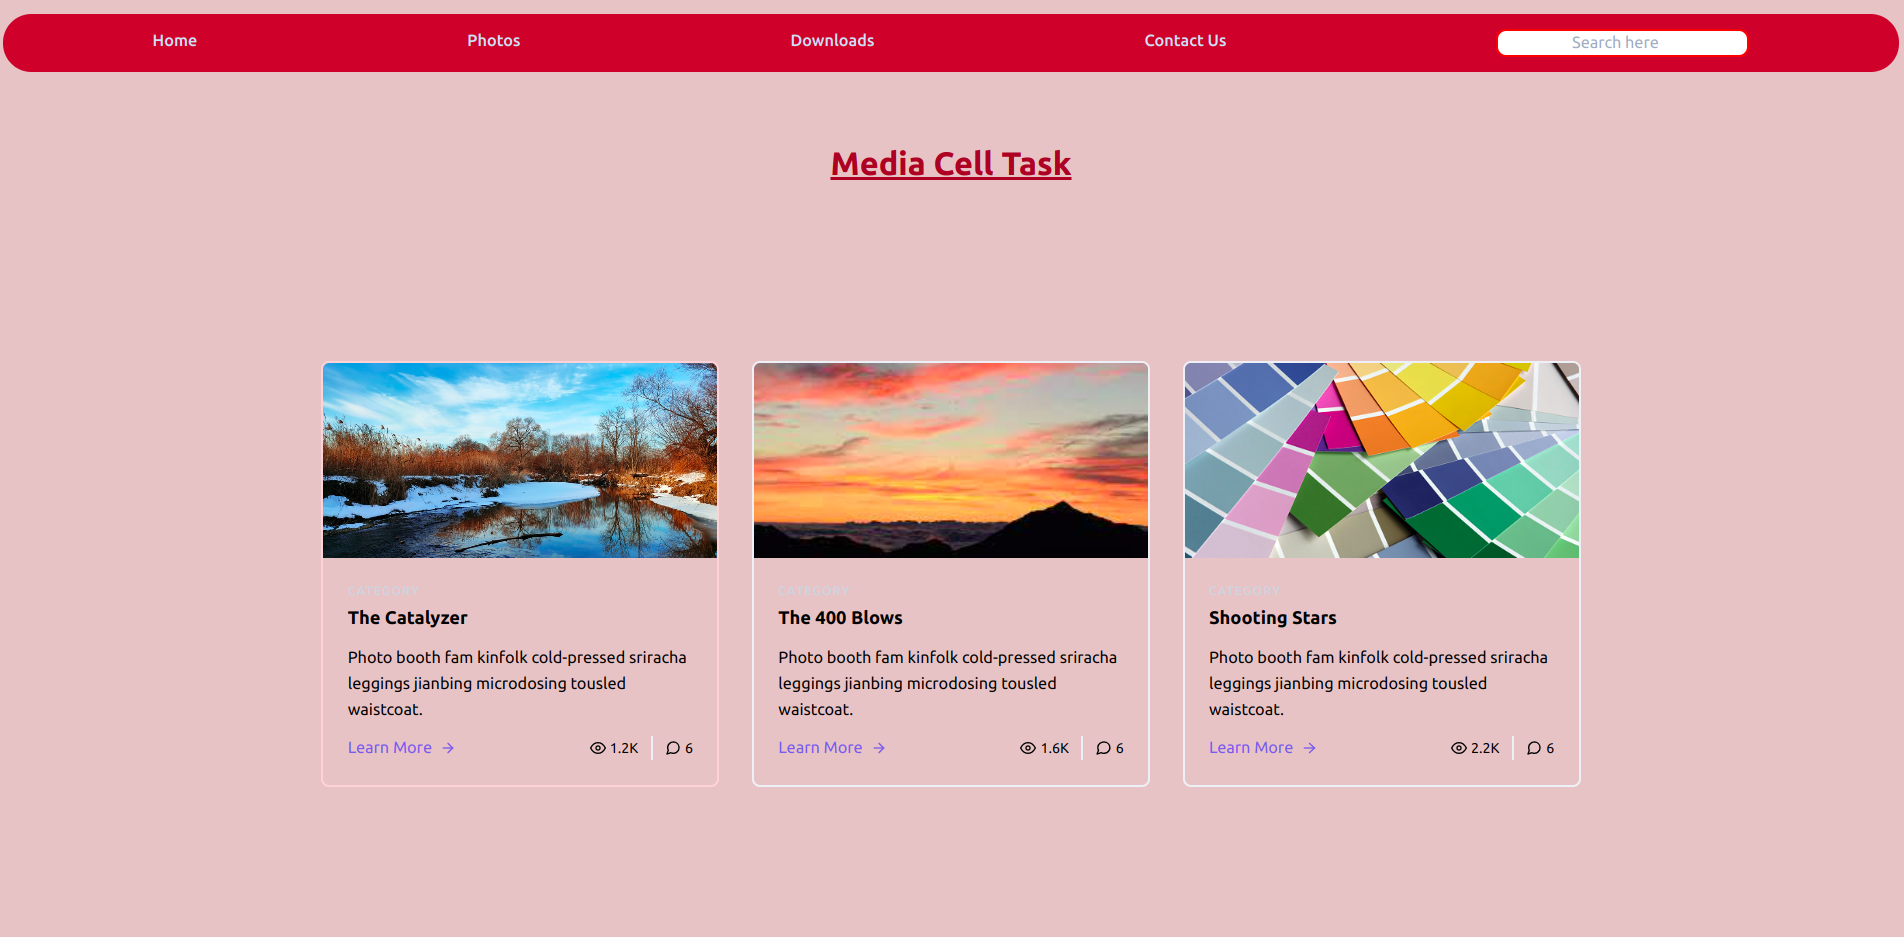 Home Photos Downloads Contact Us Search here
Media Cell Task
CATEGORY
The Catalyzer
Photo booth fam kinfolk cold-pressed sriracha
leggings jianbing microdosing tousled
waistcoat.
Learn More 1.2K 6
CATEGORY
The 400 Blows
Photo booth fam kinfolk cold-pressed sriracha
leggings jianbing microdosing tousled
waistcoat.
Learn More 1.6K 6
CATEGORY
Shooting Stars
Photo booth fam kinfolk cold-pressed sriracha
leggings jianbing microdosing tousled
waistcoat.
Learn More 2.2K 6